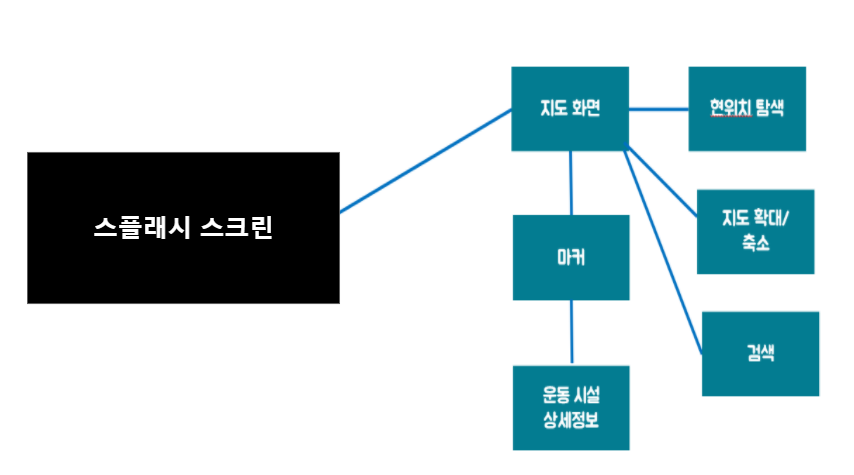 스플래시 스크린
지도 화면
현위치 탐색
지도 확대/
축소
마커
검색
운동 시설
상세정보